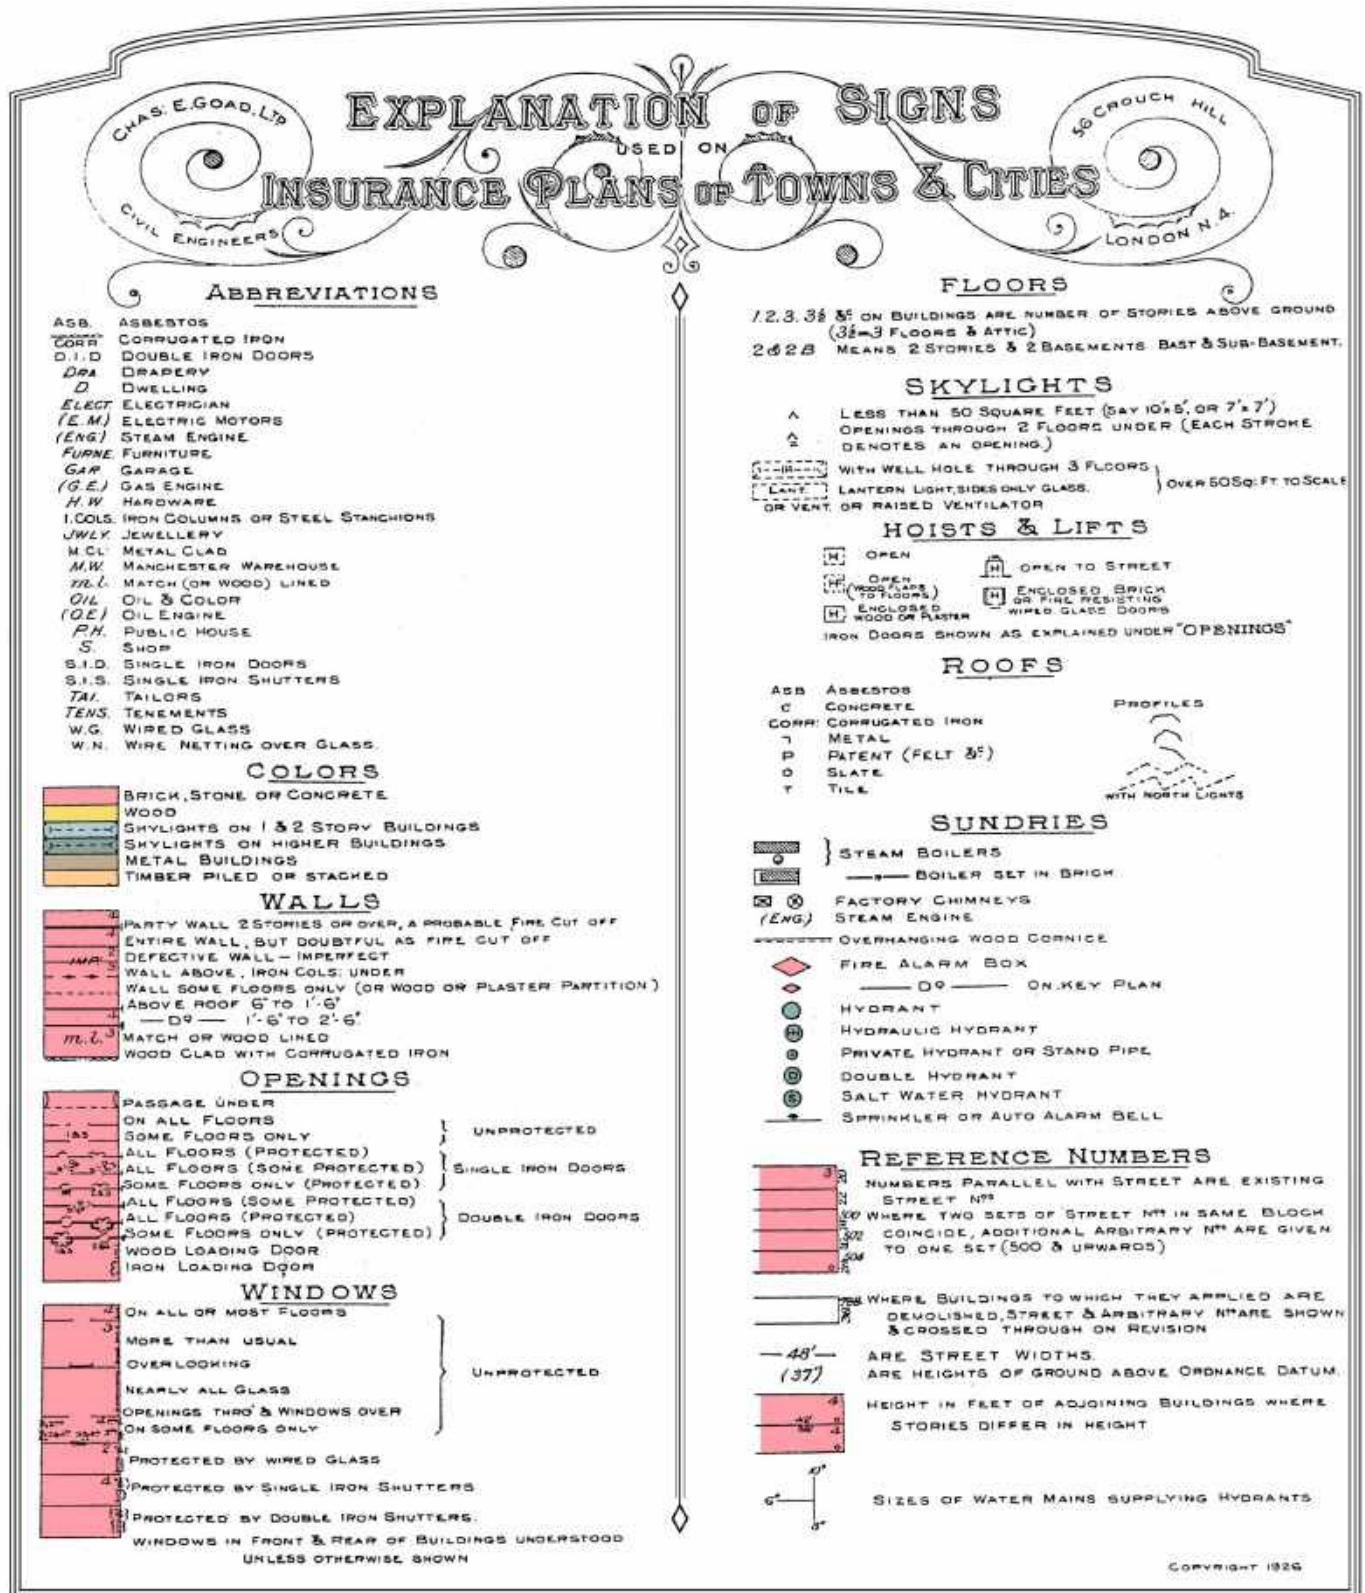 CHAS: E. GOAD, LTD
CIVIL ENGINEERS
EXPLANATION OF SIGNS
USED ON
INSURANCE PLANS OF TOWNS & CITIES
56 CROUCH HILL
LONDON N.4.
ABBREVIATIONS
ASB. ASBESTOS
CORR CORRUGATED IRON
D.I.D DOUBLE IRON DOORS
DRA. DRAPERY
D. DWELLING
ELECT. ELECTRICIAN
(E.M.) ELECTRIC MOTORS
(ENG.) STEAM ENGINE
FURNE. FURNITURE
GAR. GARAGE
(G.E.) GAS ENGINE
H.W HARDWARE
I.COLS. IRON COLUMNS OR STEEL STANCHIONS
JWLY. JEWELLERY
M.CL: METAL CLAD
M.W. MANCHESTER WAREHOUSE
m.l. MATCH (OR WOOD) LINED
OIL OIL & COLOR
(O.E) OIL ENGINE
P.H. PUBLIC HOUSE
S. SHOP
S.I.D. SINGLE IRON DOORS
S.I.S. SINGLE IRON SHUTTERS
TAI. TAILORS
TENS. TENEMENTS
W.G. WIRED GLASS
W.N. WIRE NETTING OVER GLASS.
COLORS
BRICK, STONE OR CONCRETE
WOOD
SKYLIGHTS ON 1 & 2 STORY BUILDINGS
SKYLIGHTS ON HIGHER BUILDINGS
METAL BUILDINGS
TIMBER PILED OR STACKED
WALLS
PARTY WALL 2 STORIES OR OVER, A PROBABLE FIRE CUT OFF
ENTIRE WALL, BUT DOUBTFUL AS FIRE CUT OFF
IMP. DEFECTIVE WALL – IMPERFECT
WALL ABOVE, IRON COLS: UNDER
WALL SOME FLOORS ONLY (OR WOOD OR PLASTER PARTITION)
ABOVE ROOF 6" TO 1'-6"
— Dº — 1'-6" TO 2'-6"
m.l. MATCH OR WOOD LINED
WOOD CLAD WITH CORRUGATED IRON
OPENINGS
PASSAGE UNDER
ON ALL FLOORS
SOME FLOORS ONLY
UNPROTECTED
ALL FLOORS (PROTECTED)
ALL FLOORS (SOME PROTECTED)
SOME FLOORS ONLY (PROTECTED)
SINGLE IRON DOORS
ALL FLOORS (SOME PROTECTED)
ALL FLOORS (PROTECTED)
SOME FLOORS ONLY (PROTECTED)
DOUBLE IRON DOORS
WOOD LOADING DOOR
IRON LOADING DOOR
WINDOWS
ON ALL OR MOST FLOORS
MORE THAN USUAL
OVERLOOKING
NEARLY ALL GLASS
OPENINGS THRO' & WINDOWS OVER
ON SOME FLOORS ONLY
UNPROTECTED
PROTECTED BY WIRED GLASS
PROTECTED BY SINGLE IRON SHUTTERS
PROTECTED BY DOUBLE IRON SHUTTERS.
WINDOWS IN FRONT & REAR OF BUILDINGS UNDERSTOOD
UNLESS OTHERWISE SHOWN
FLOORS
1.2.3.3½ &c ON BUILDINGS ARE NUMBER OF STORIES ABOVE GROUND
(3½=3 FLOORS & ATTIC)
2&2B MEANS 2 STORIES & 2 BASEMENTS BAST & SUB-BASEMENT.
SKYLIGHTS
LESS THAN 50 SQUARE FEET (SAY 10'x5', OR 7'x7')
OPENINGS THROUGH 2 FLOORS UNDER (EACH STROKE
DENOTES AN OPENING.)
WITH WELL HOLE THROUGH 3 FLOORS
LANT. LANTERN LIGHT, SIDES ONLY GLASS.
OVER 50 SQ: FT TO SCALE
OR VENT. OR RAISED VENTILATOR
HOISTS & LIFTS
H OPEN
H OPEN TO STREET
OPEN
(WOOD FLAPS
TO FLOORS)
H ENCLOSED BRICK
OR FIRE RESISTING
WIRED GLASS DOORS
H ENCLOSED
WOOD OR PLASTER
IRON DOORS SHOWN AS EXPLAINED UNDER "OPENINGS"
ROOFS
ASB ASBESTOS
C CONCRETE
CORR: CORRUGATED IRON
METAL
P PATENT (FELT &c)
O SLATE
T TILE
PROFILES
WITH NORTH LIGHTS
SUNDRIES
STEAM BOILERS
BOILER SET IN BRICK
FACTORY CHIMNEYS
(ENG.) STEAM ENGINE
OVERHANGING WOOD CORNICE
FIRE ALARM BOX
— Dº — ON KEY PLAN
HYDRANT
H HYDRAULIC HYDRANT
PRIVATE HYDRANT OR STAND PIPE
D DOUBLE HYDRANT
S SALT WATER HYDRANT
SPRINKLER OR AUTO ALARM BELL
REFERENCE NUMBERS
NUMBERS PARALLEL WITH STREET ARE EXISTING
STREET Nos
WHERE TWO SETS OF STREET Nos IN SAME BLOCK
COINCIDE, ADDITIONAL ARBITRARY Nos ARE GIVEN
TO ONE SET (500 & UPWARDS)
20
22
500
502
504
WHERE BUILDINGS TO WHICH THEY APPLIED ARE
DEMOLISHED, STREET & ARBITRARY Nos ARE SHOWN
& CROSSED THROUGH ON REVISION
—48'— ARE STREET WIDTHS.
(37') ARE HEIGHTS OF GROUND ABOVE ORDNANCE DATUM.
HEIGHT IN FEET OF ADJOINING BUILDINGS WHERE
STORIES DIFFER IN HEIGHT
10"
6"
8"
SIZES OF WATER MAINS SUPPLYING HYDRANTS
COPYRIGHT 1926